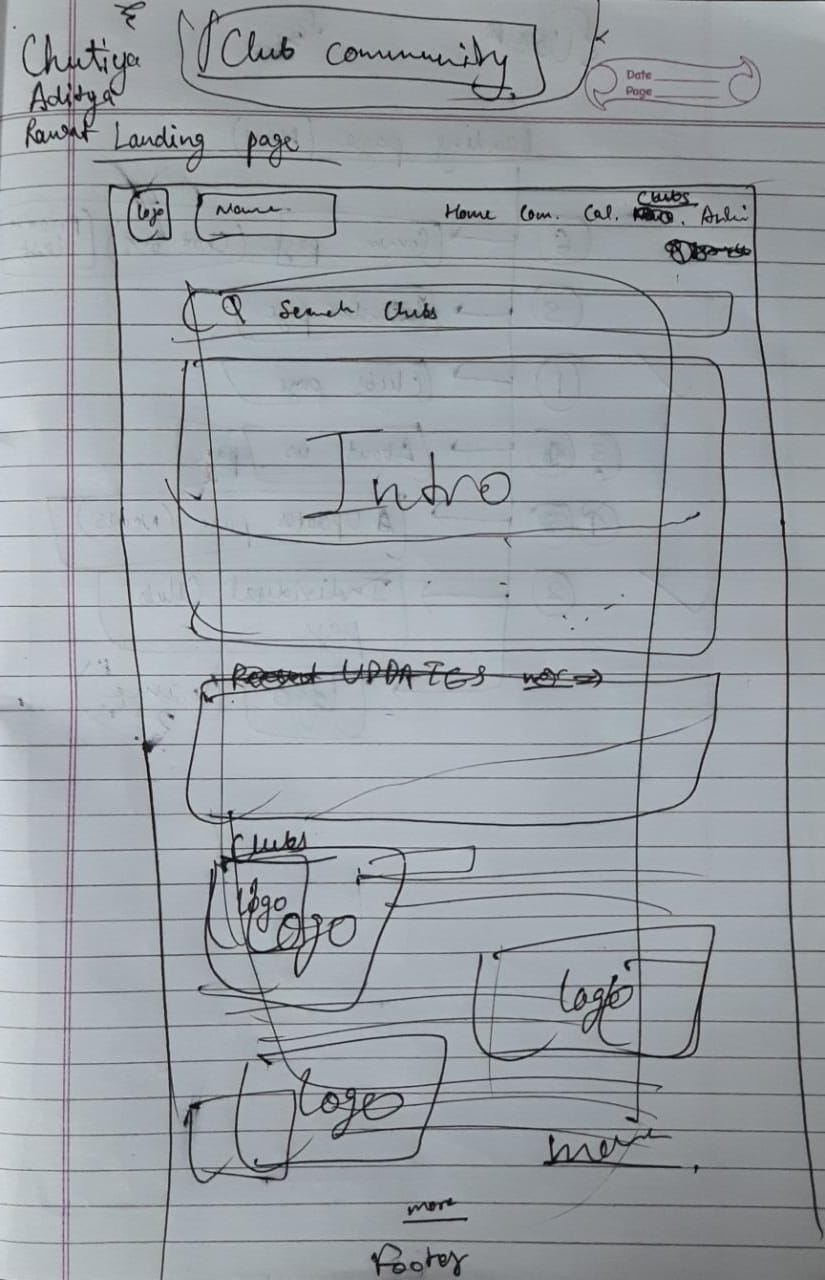 Chutiya
Aditya
Rawat
Club community
Date
Page
Landing page
Logo
Name
Home Com. Cal. Clubs
Search Clubs
Intro
Recent UPDATES
Clubs
Logo
Logo
Logo
Logo
more
more
Footer